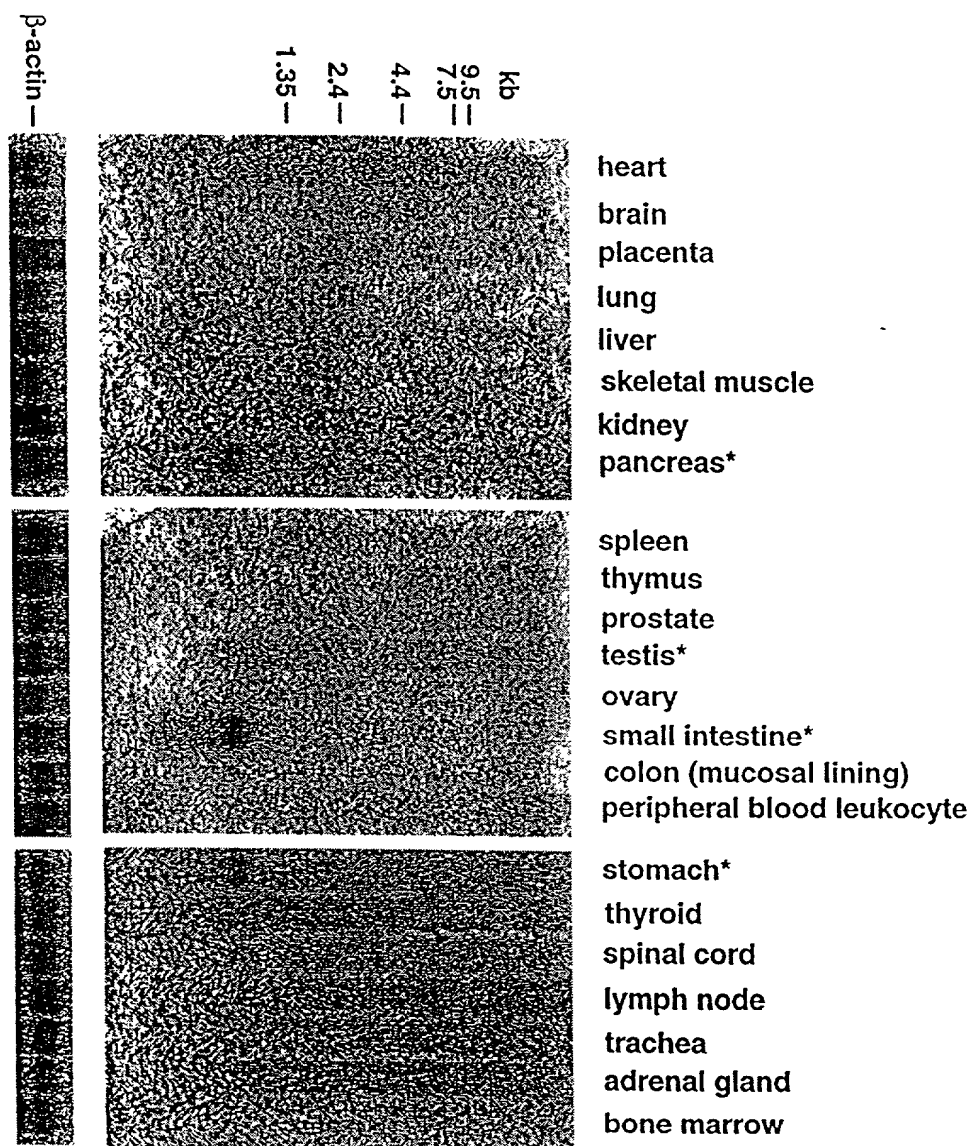 β-actin –
1.35 –
2.4 –
4.4 –
7.5 –
9.5 –
kb
heart
brain
placenta
lung
liver
skeletal muscle
kidney
pancreas*
spleen
thymus
prostate
testis*
ovary
small intestine*
colon (mucosal lining)
peripheral blood leukocyte
stomach*
thyroid
spinal cord
lymph node
trachea
adrenal gland
bone marrow